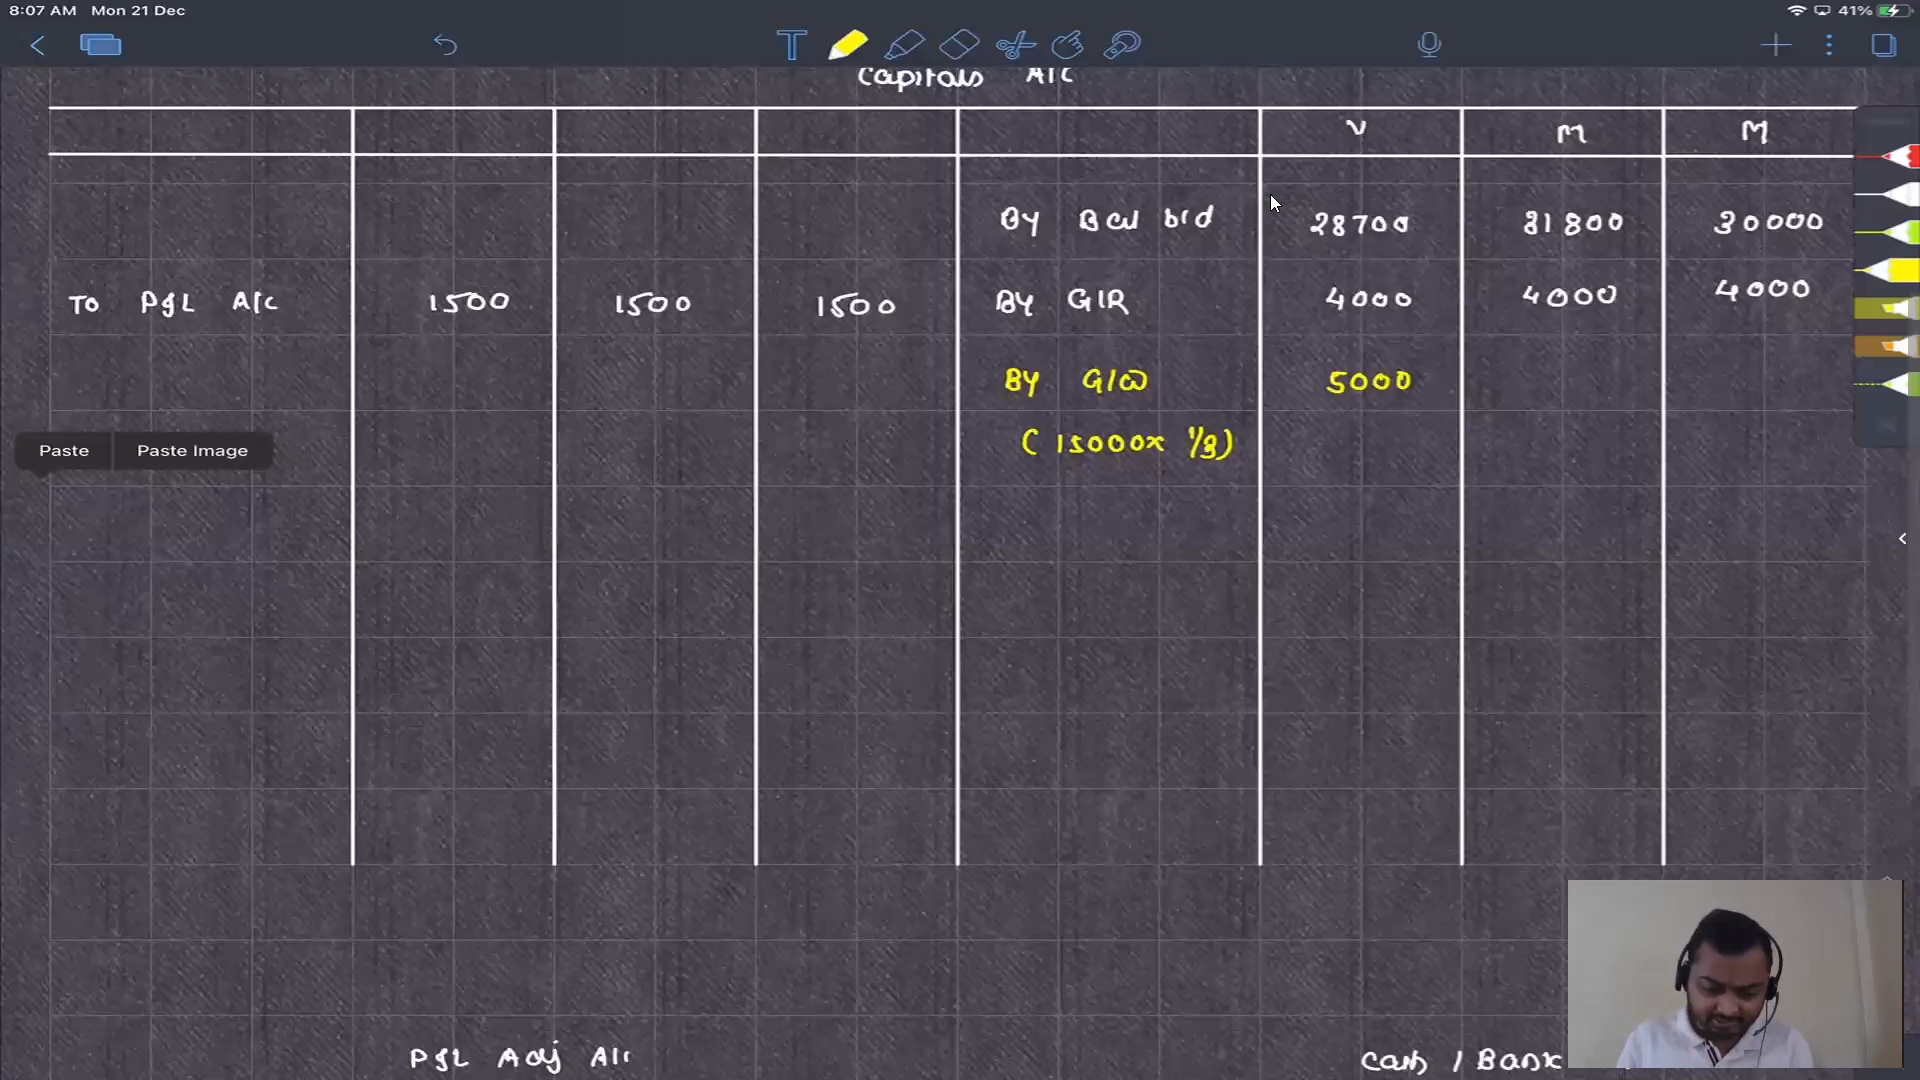 8:07 AM Mon 21 Dec
41%
Capitals A/C
V M M
By Bal b/d 28700 31800 30000
To P&L A/c 1500 1500 1500 By G/R 4000 4000 4000
By G/W 5000
(15000x 1/3)
Paste Paste Image
P&L Adj A/c
Cash / Bank